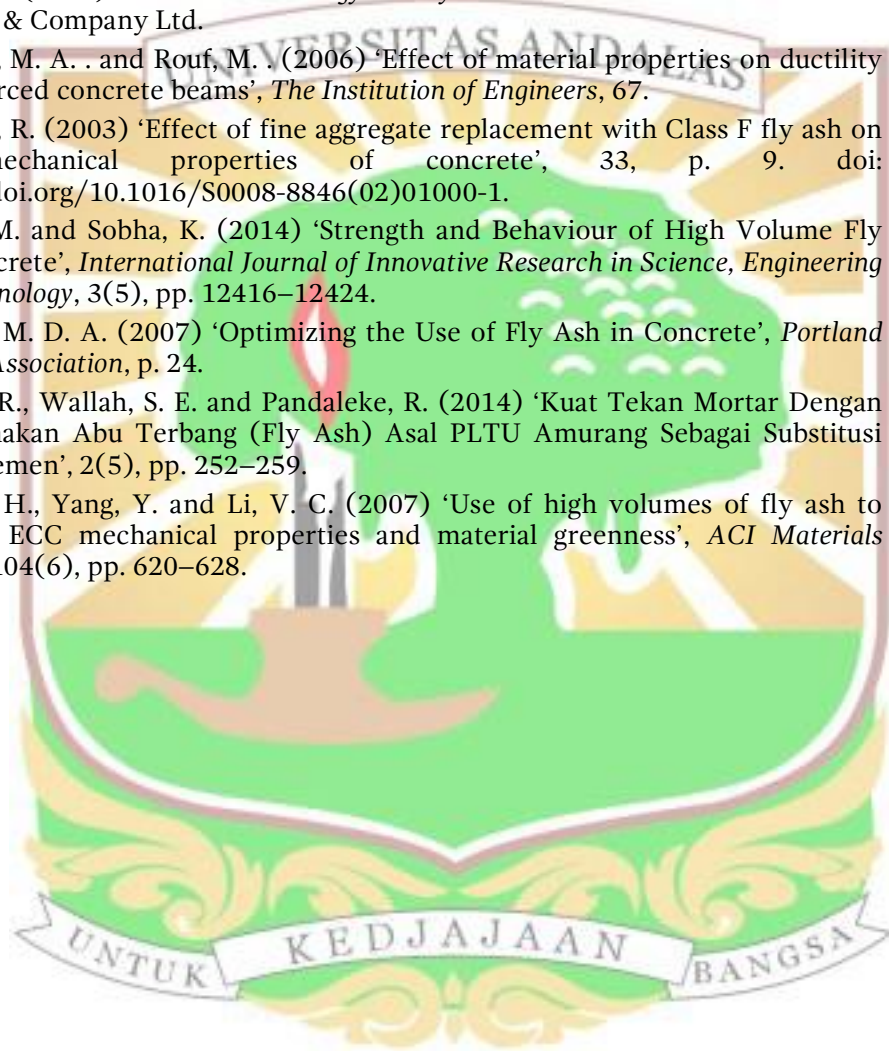 & Company Ltd.
UNIVERSITAS ANDALAS
, M. A. . and Rouf, M. . (2006) ‘Effect of material properties on ductility
rced concrete beams’, The Institution of Engineers, 67.
, R. (2003) ‘Effect of fine aggregate replacement with Class F fly ash on
mechanical properties of concrete’, 33, p. 9. doi:
doi.org/10.1016/S0008-8846(02)01000-1.
M. and Sobha, K. (2014) ‘Strength and Behaviour of High Volume Fly
crete’, International Journal of Innovative Research in Science, Engineering
nology, 3(5), pp. 12416–12424.
M. D. A. (2007) ‘Optimizing the Use of Fly Ash in Concrete’, Portland
Association, p. 24.
R., Wallah, S. E. and Pandaleke, R. (2014) ‘Kuat Tekan Mortar Dengan
nakan Abu Terbang (Fly Ash) Asal PLTU Amurang Sebagai Substitusi
emen’, 2(5), pp. 252–259.
H., Yang, Y. and Li, V. C. (2007) ‘Use of high volumes of fly ash to
ECC mechanical properties and material greenness’, ACI Materials
104(6), pp. 620–628.
UNTUK KEDJAJAAN BANGSA